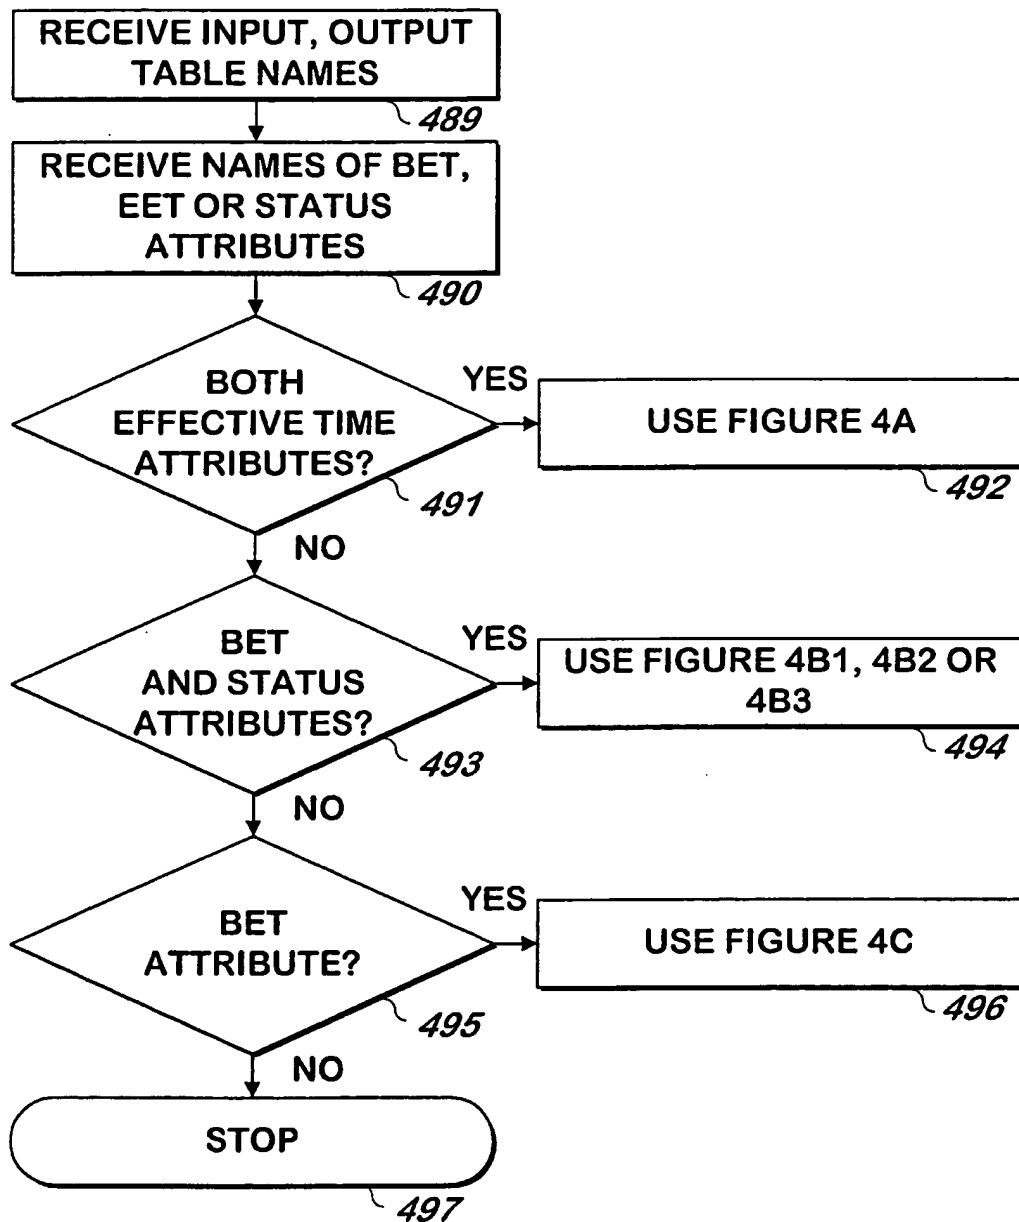 RECEIVE INPUT, OUTPUT
TABLE NAMES
489
RECEIVE NAMES OF BET,
EET OR STATUS
ATTRIBUTES
490
BOTH
EFFECTIVE TIME
ATTRIBUTES?
491
YES
USE FIGURE 4A
492
NO
BET
AND STATUS
ATTRIBUTES?
493
YES
USE FIGURE 4B1, 4B2 OR
4B3
494
NO
BET
ATTRIBUTE?
495
YES
USE FIGURE 4C
496
NO
STOP
497